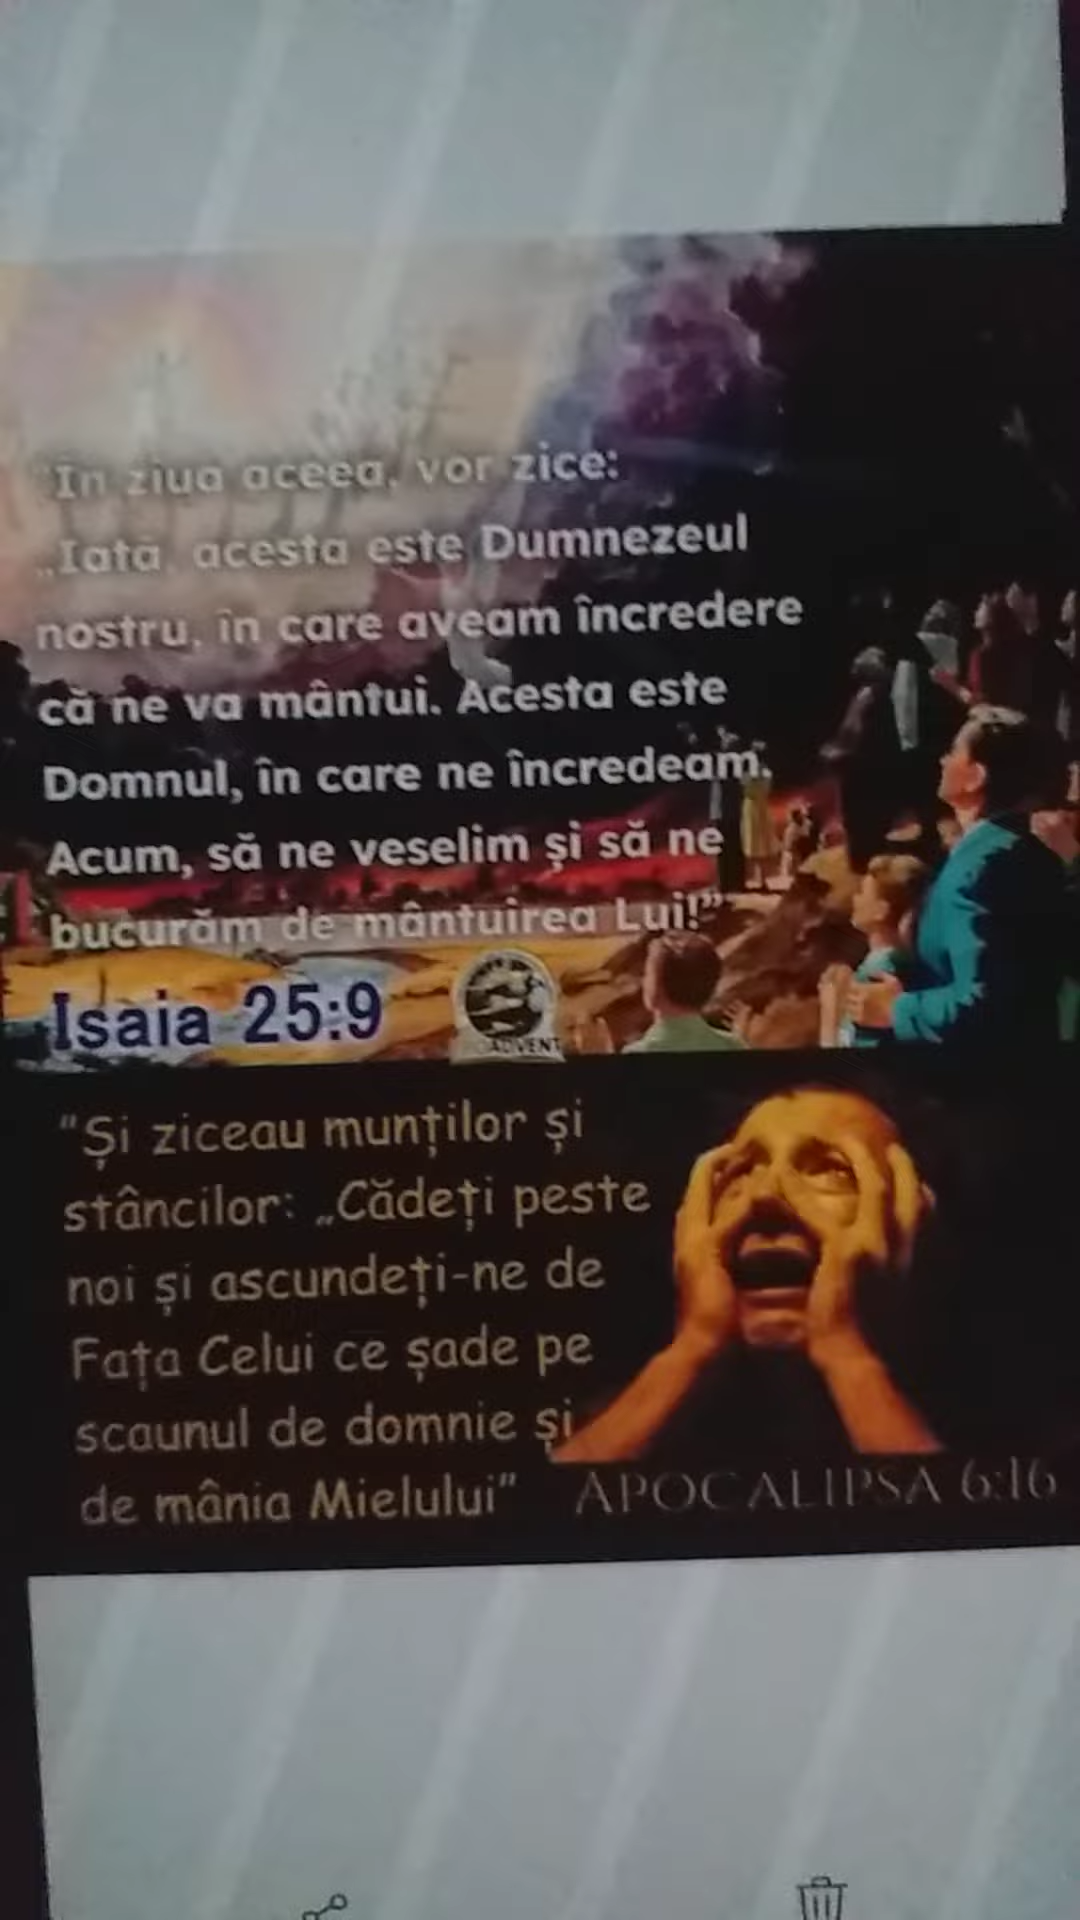 "In ziua aceea, vor zice:
„Iată, acesta este Dumnezeul
nostru, în care aveam încredere
că ne va mântui. Acesta este
Domnul, în care ne încredeam.
Acum, să ne veselim și să ne
bucurăm de mântuirea Lui!”
Isaia 25:9
ADVENT
"Și ziceau munților și
stâncilor: „Cădeți peste
noi și ascundeți-ne de
Fața Celui ce șade pe
scaunul de domnie și
de mânia Mielului"
APOCALIPSA 6:16